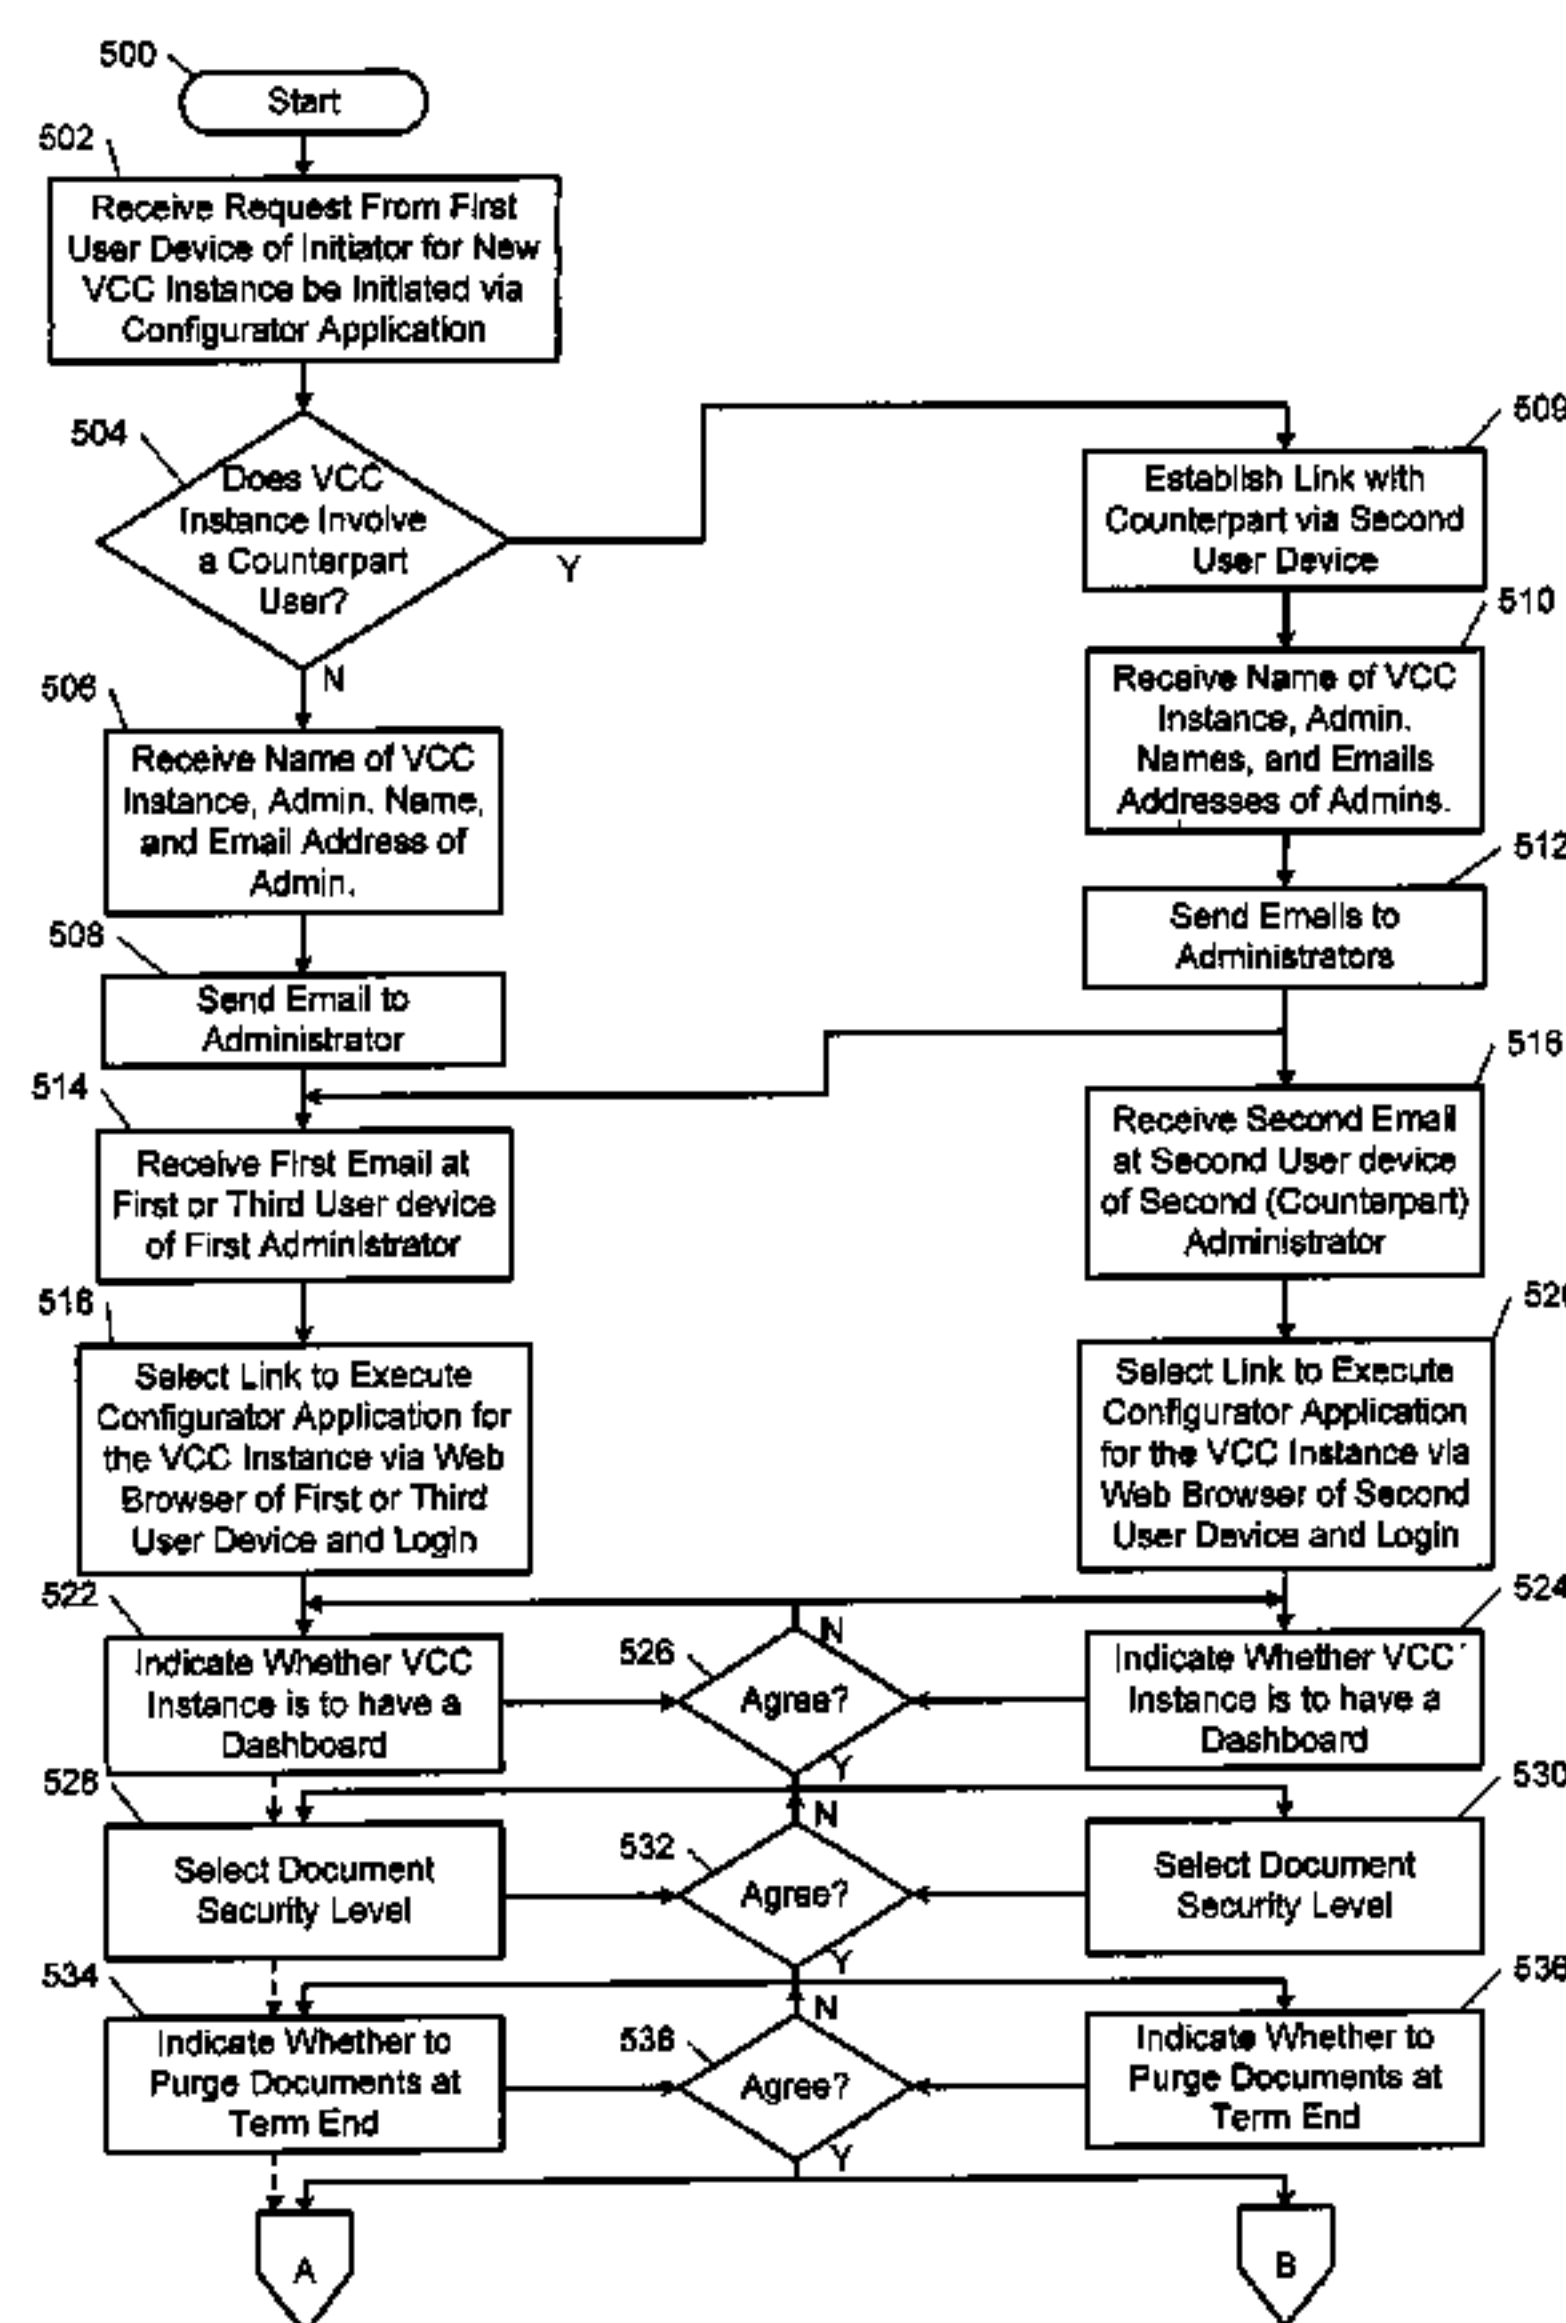 500
Start
502
Receive Request From First
User Device of Initiator for New
VCC Instance be Initiated via
Configurator Application
504
Does VCC
Instance Involve
a Counterpart
User?
Y
N
509
Establish Link with
Counterpart via Second
User Device
510
Receive Name of VCC
Instance, Admin.
Names, and Emails
Addresses of Admins.
506
Receive Name of VCC
Instance, Admin. Name,
and Email Address of
Admin.
512
Send Emails to
Administrators
508
Send Email to
Administrator
516
Receive Second Email
at Second User device
of Second (Counterpart)
Administrator
514
Receive First Email at
First or Third User device
of First Administrator
518
Select Link to Execute
Configurator Application for
the VCC Instance via Web
Browser of First or Third
User Device and Login
520
Select Link to Execute
Configurator Application
for the VCC Instance via
Web Browser of Second
User Device and Login
522
Indicate Whether VCC
Instance is to have a
Dashboard
526
N
Agree?
Y
524
Indicate Whether VCC
Instance is to have a
Dashboard
528
Select Document
Security Level
532
N
Agree?
Y
530
Select Document
Security Level
534
Indicate Whether to
Purge Documents at
Term End
538
N
Agree?
Y
536
Indicate Whether to
Purge Documents at
Term End
A
B